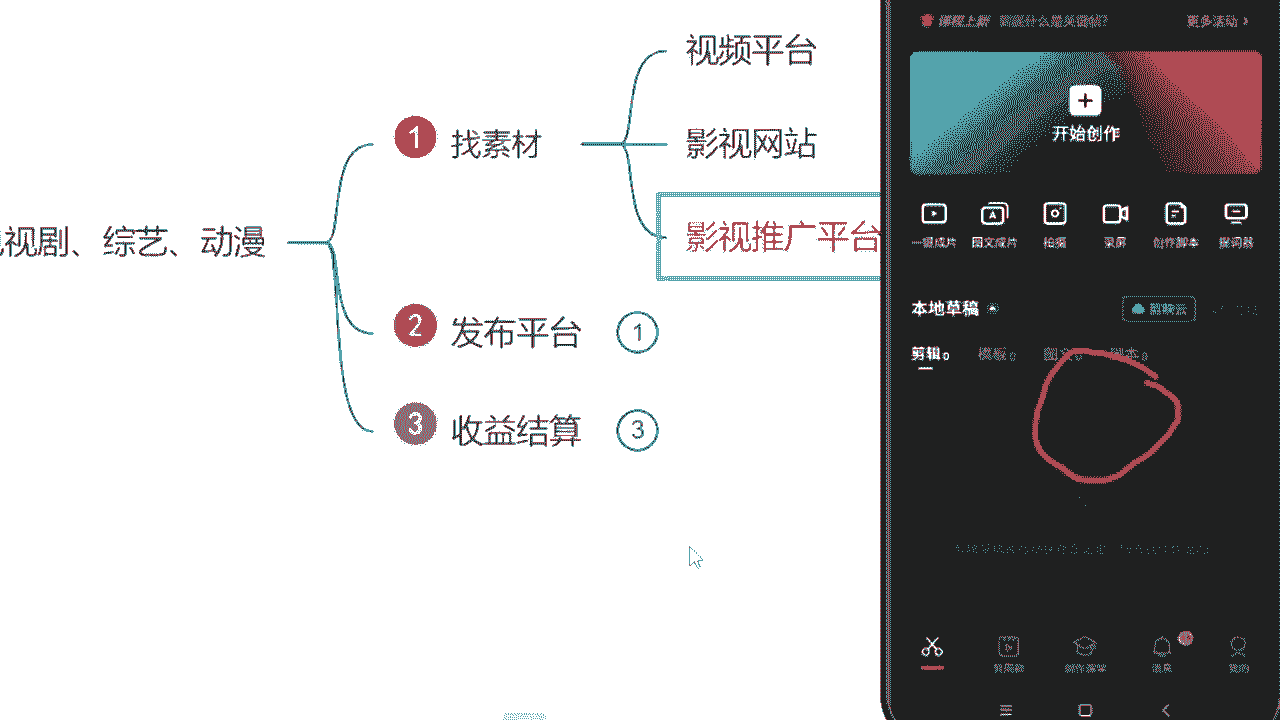 视频平台
1 找素材
影视网站
视剧、综艺、动漫
影视推广平台
2 发布平台 1
3 收益结算 3
更多活动 ›
开始创作
一键成片 图文成片 拍摄 录屏 创作脚本 提词器
本地草稿
剪映云
剪辑 0 模板 0 图文 0 脚本 0
剪同款 创作课堂 消息 我的